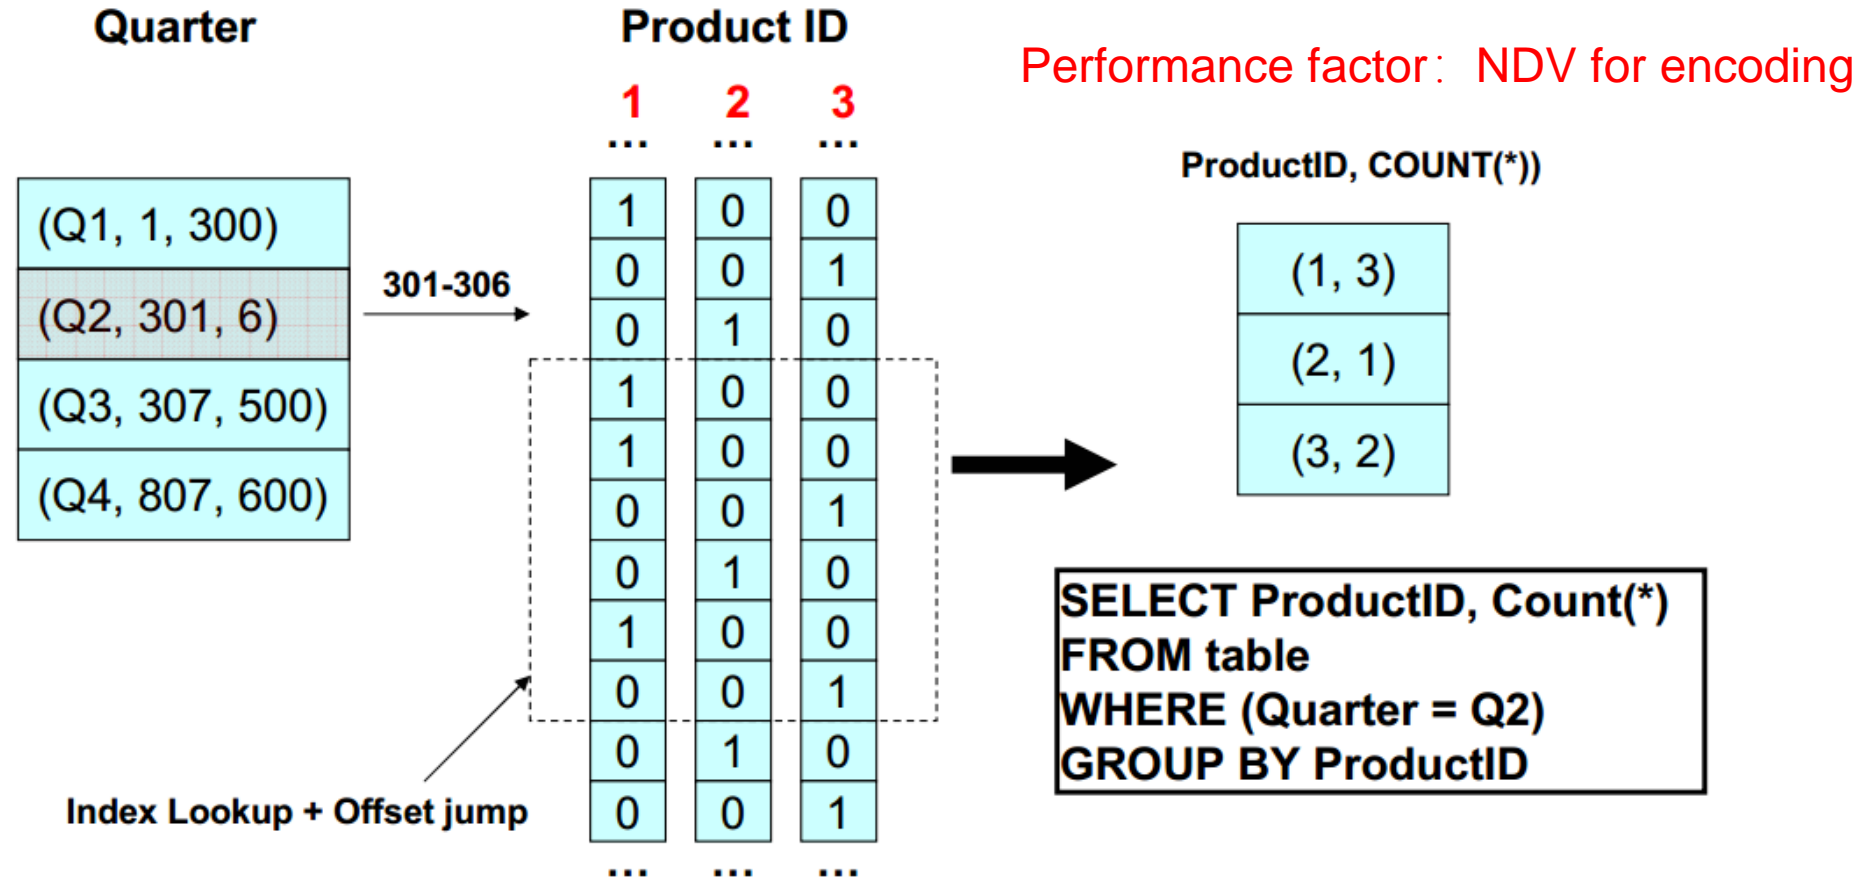 Quarter
Product ID
Performance factor： NDV for encoding
1 2 3
... ... ...
ProductID, COUNT(*))
(Q1, 1, 300)
(Q2, 301, 6)
(Q3, 307, 500)
(Q4, 807, 600)
301-306
1 0 0
0 0 1
0 1 0
1 0 0
1 0 0
0 0 1
0 1 0
1 0 0
0 0 1
0 1 0
0 0 1
... ... ...
Index Lookup + Offset jump
(1, 3)
(2, 1)
(3, 2)
SELECT ProductID, Count(*)
FROM table
WHERE (Quarter = Q2)
GROUP BY ProductID